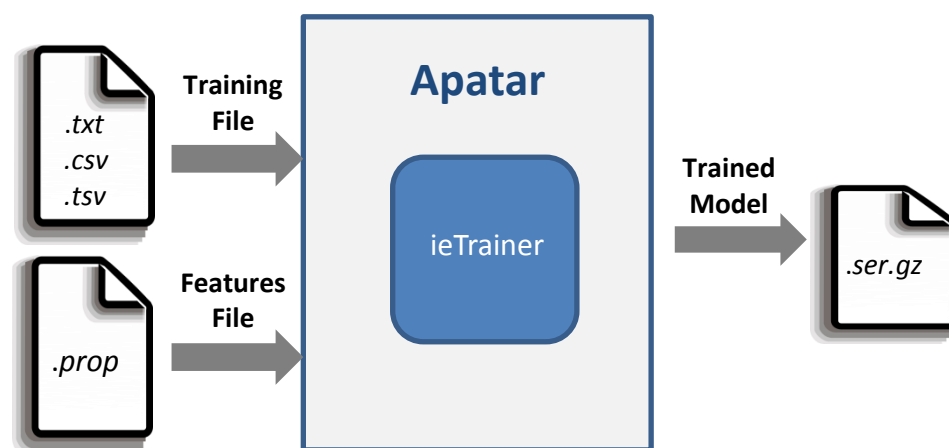 .txt
.csv
.tsv
Training
File
.prop
Features
File
Apatar
ieTrainer
Trained
Model
.ser.gz